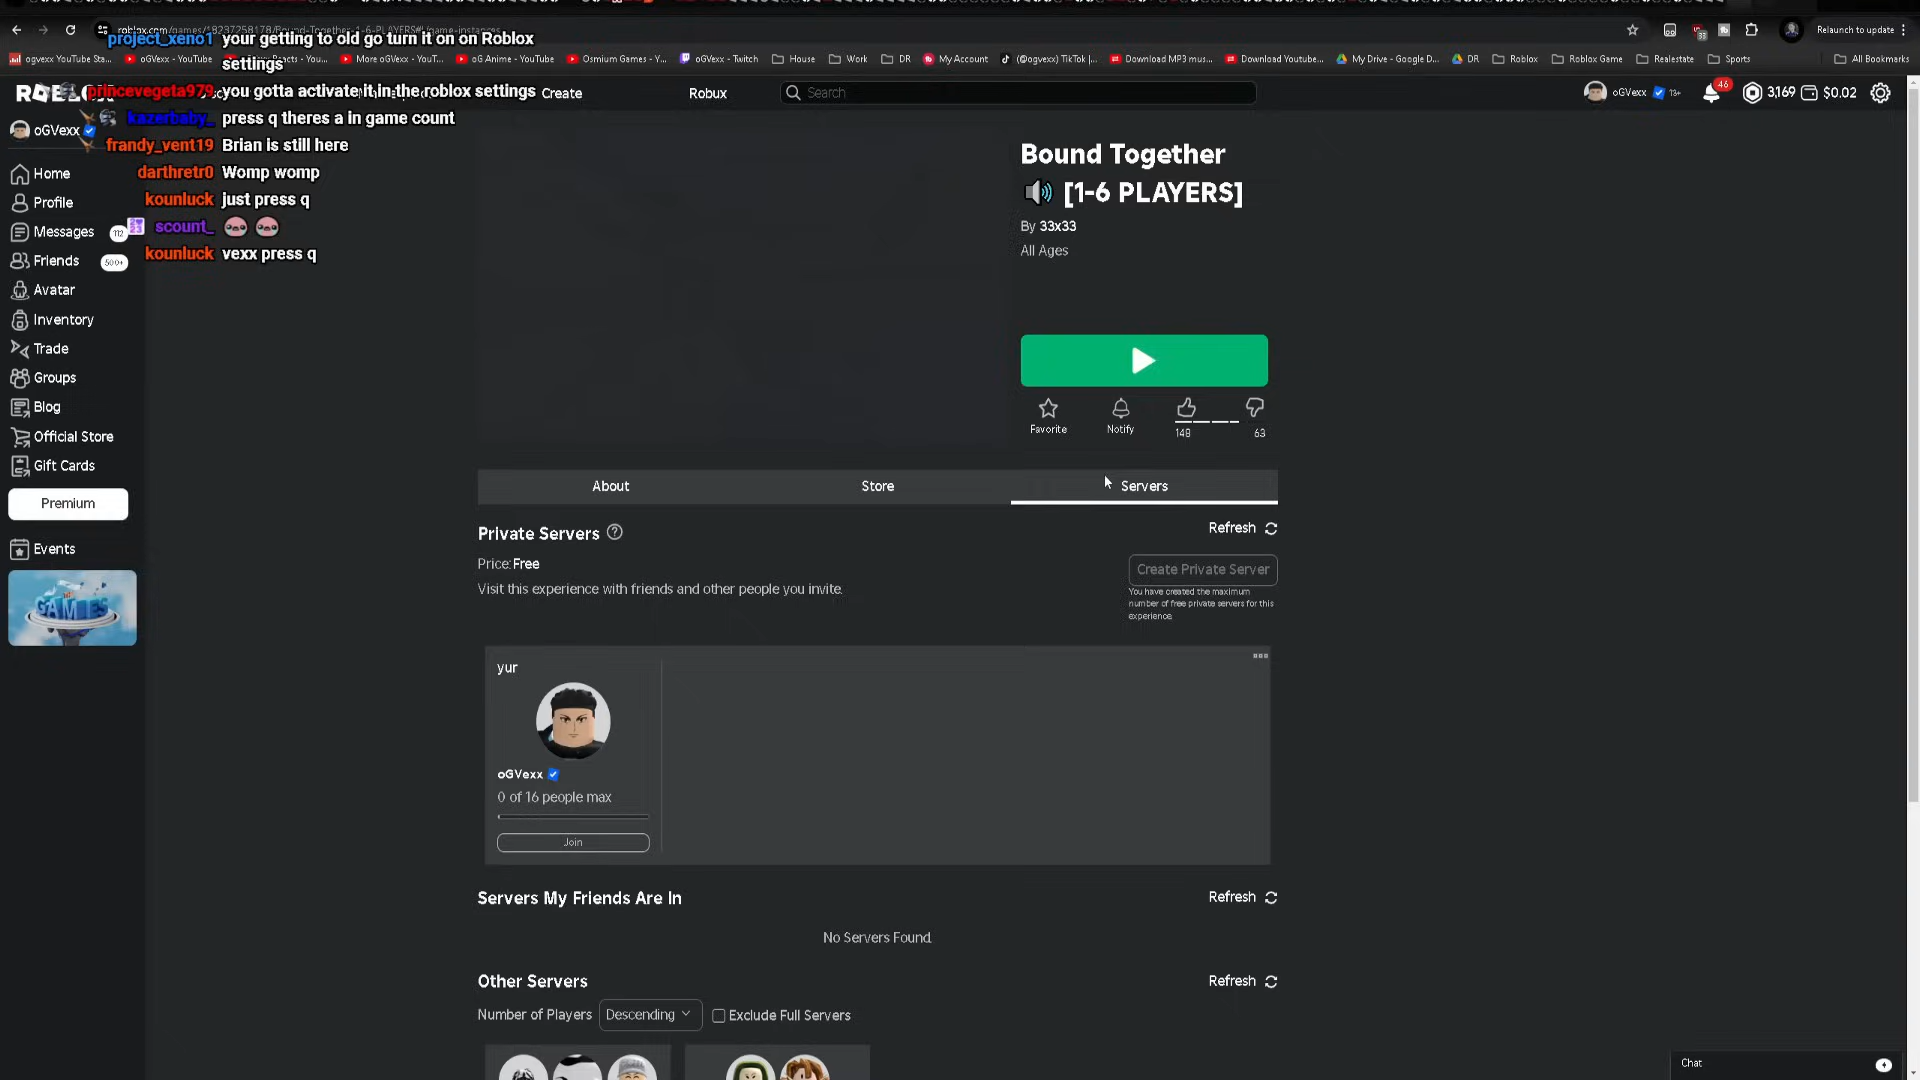 roblox.com/games/18237258178/Bound-Together-1-6-PLAYERS#!/game-instances
Relaunch to update
ogvexx YouTube Sta...
oGVexx - YouTube
More oGVexx - YouT...
oG Anime - YouTube
Osmium Games - Y...
oGVexx - Twitch
House
Work
DR
My Account
(@ogvexx) TikTok |...
Download MP3 mus...
Download Youtube...
My Drive - Google D...
DR
Roblox
Roblox Game
Realestate
Sports
All Bookmarks
project_xeno1 your getting to old go turn it on on Roblox
settings
princevegeta979 you gotta activate it in the roblox settings
kazerbaby_ press q theres a in game count
frandy_vent19 Brian is still here
darthretr0 Womp womp
kounluck just press q
scount_
kounluck vexx press q
Create
Robux
Search
oGVexx
13+
46
3,169
$0.02
oGVexx
Home
Profile
Messages
112
Friends
500+
Avatar
Inventory
Trade
Groups
Blog
Official Store
Gift Cards
Premium
Events
GAMES
Bound Together
[1-6 PLAYERS]
By 33x33
All Ages
Favorite
Notify
148
63
About
Store
Servers
Private Servers
Refresh
Price: Free
Visit this experience with friends and other people you invite.
Create Private Server
You have created the maximum
number of free private servers for this
experience.
yur
oGVexx
0 of 16 people max
Join
Servers My Friends Are In
Refresh
No Servers Found.
Other Servers
Refresh
Number of Players
Descending
Exclude Full Servers
Chat